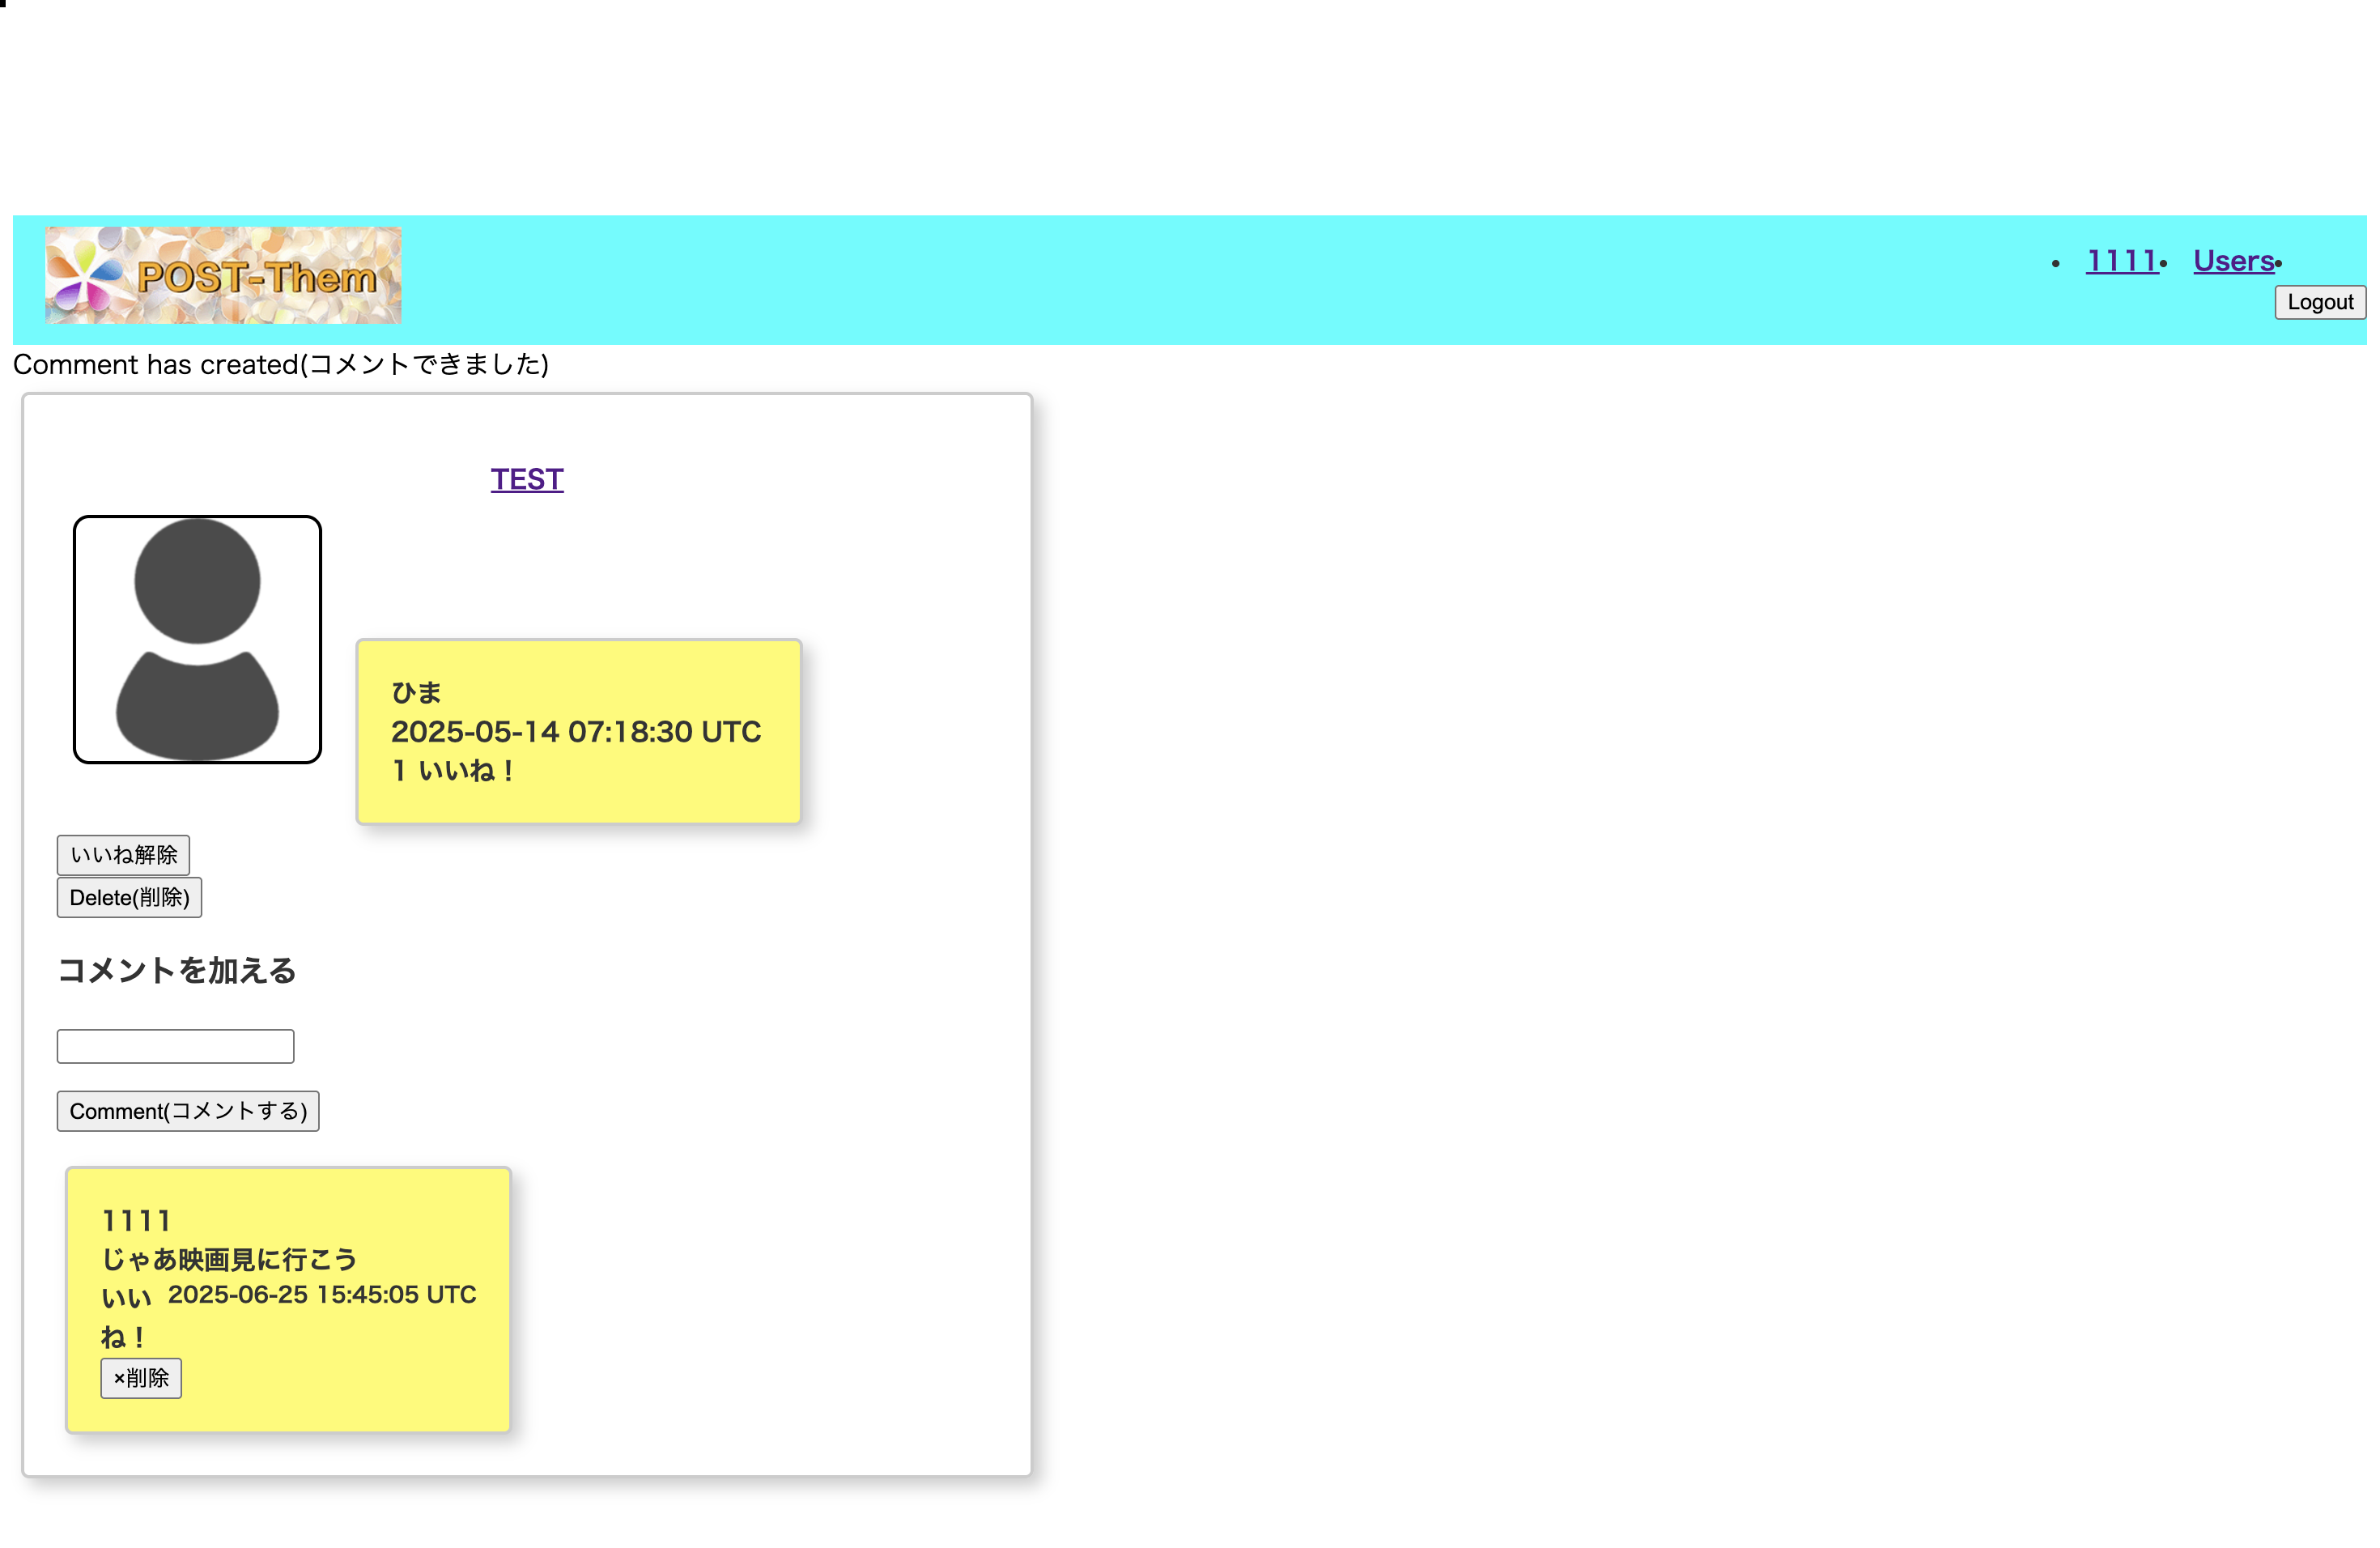 POST-Them
1111
Users
Logout
Comment has created(コメントできました)
TEST
ひま
2025-05-14 07:18:30 UTC
1 いいね！
いいね解除
Delete(削除)
コメントを加える
Comment(コメントする)
1111
じゃあ映画見に行こう
いい 2025-06-25 15:45:05 UTC
ね！
×削除